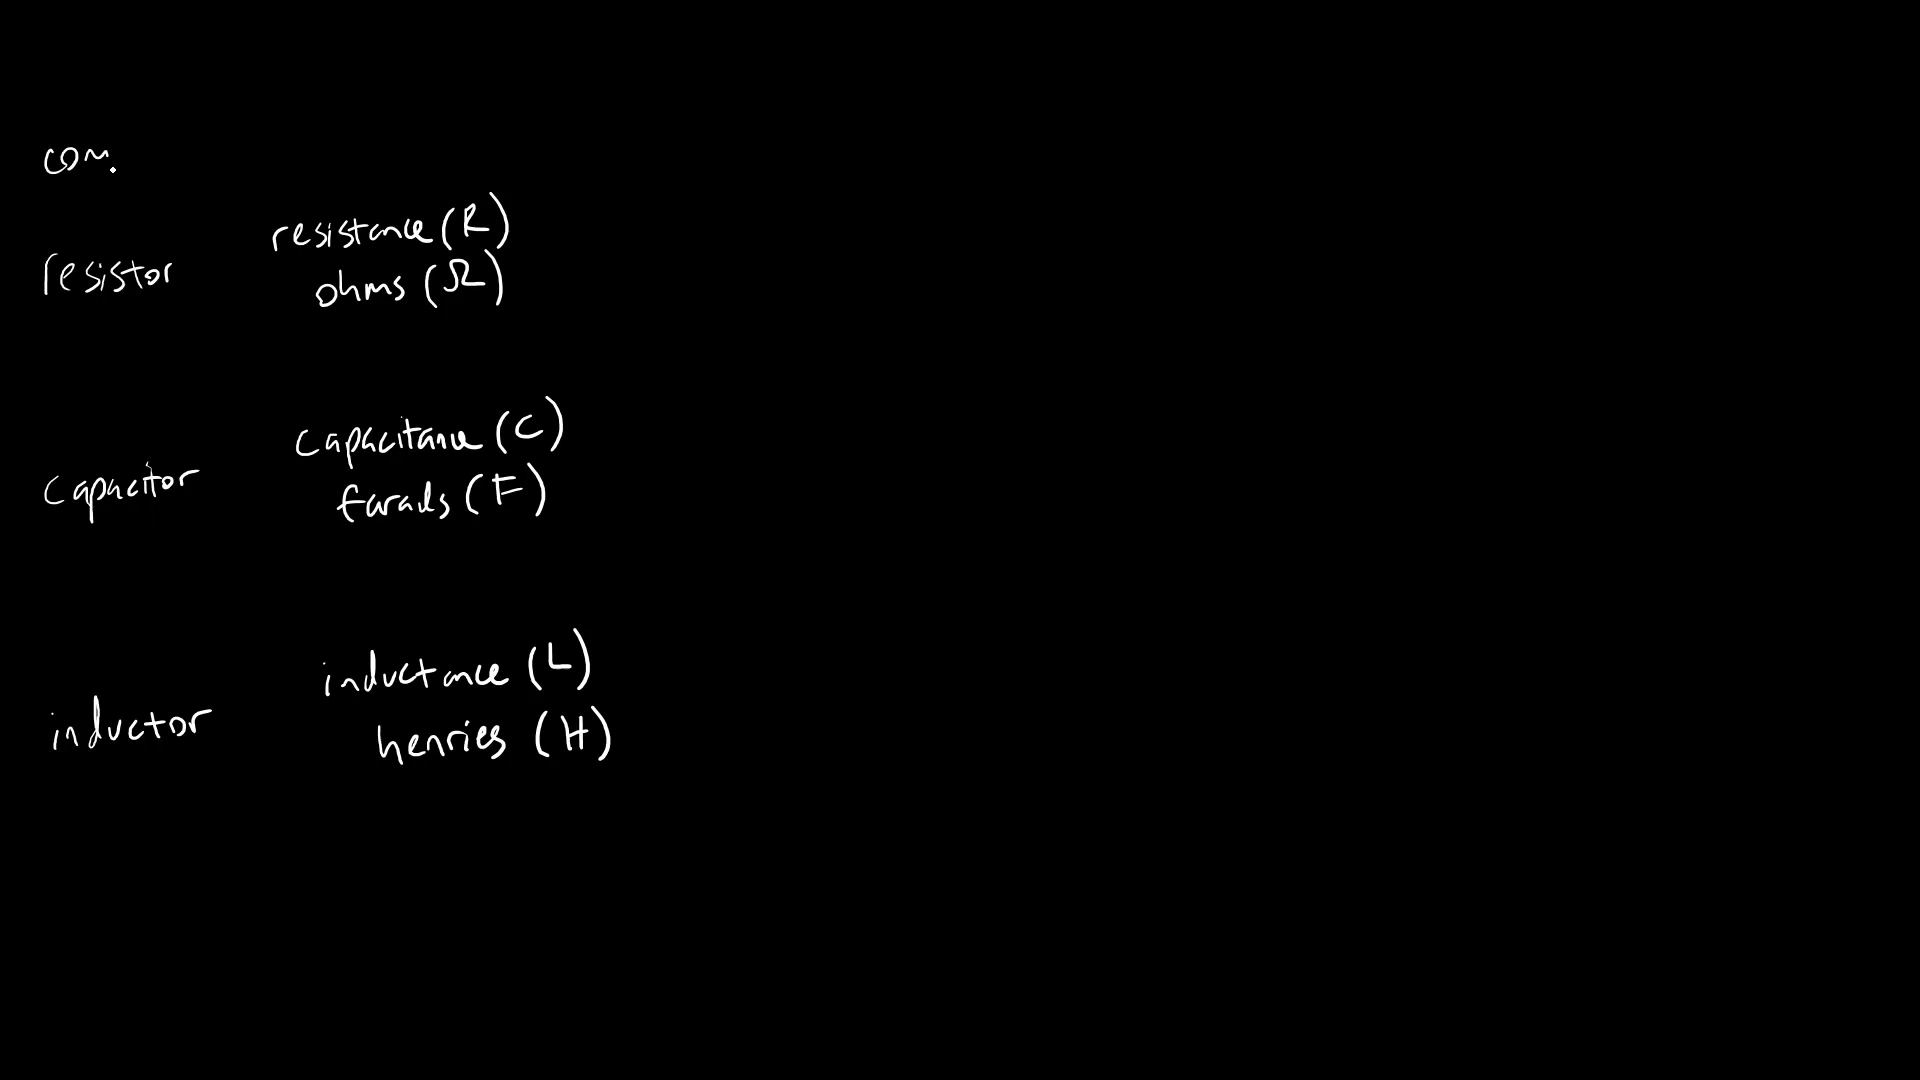 com.
resistance (R)
resistor
ohms (Ω)
capacitance (C)
capacitor
farads (F)
inductance (L)
inductor
henries (H)